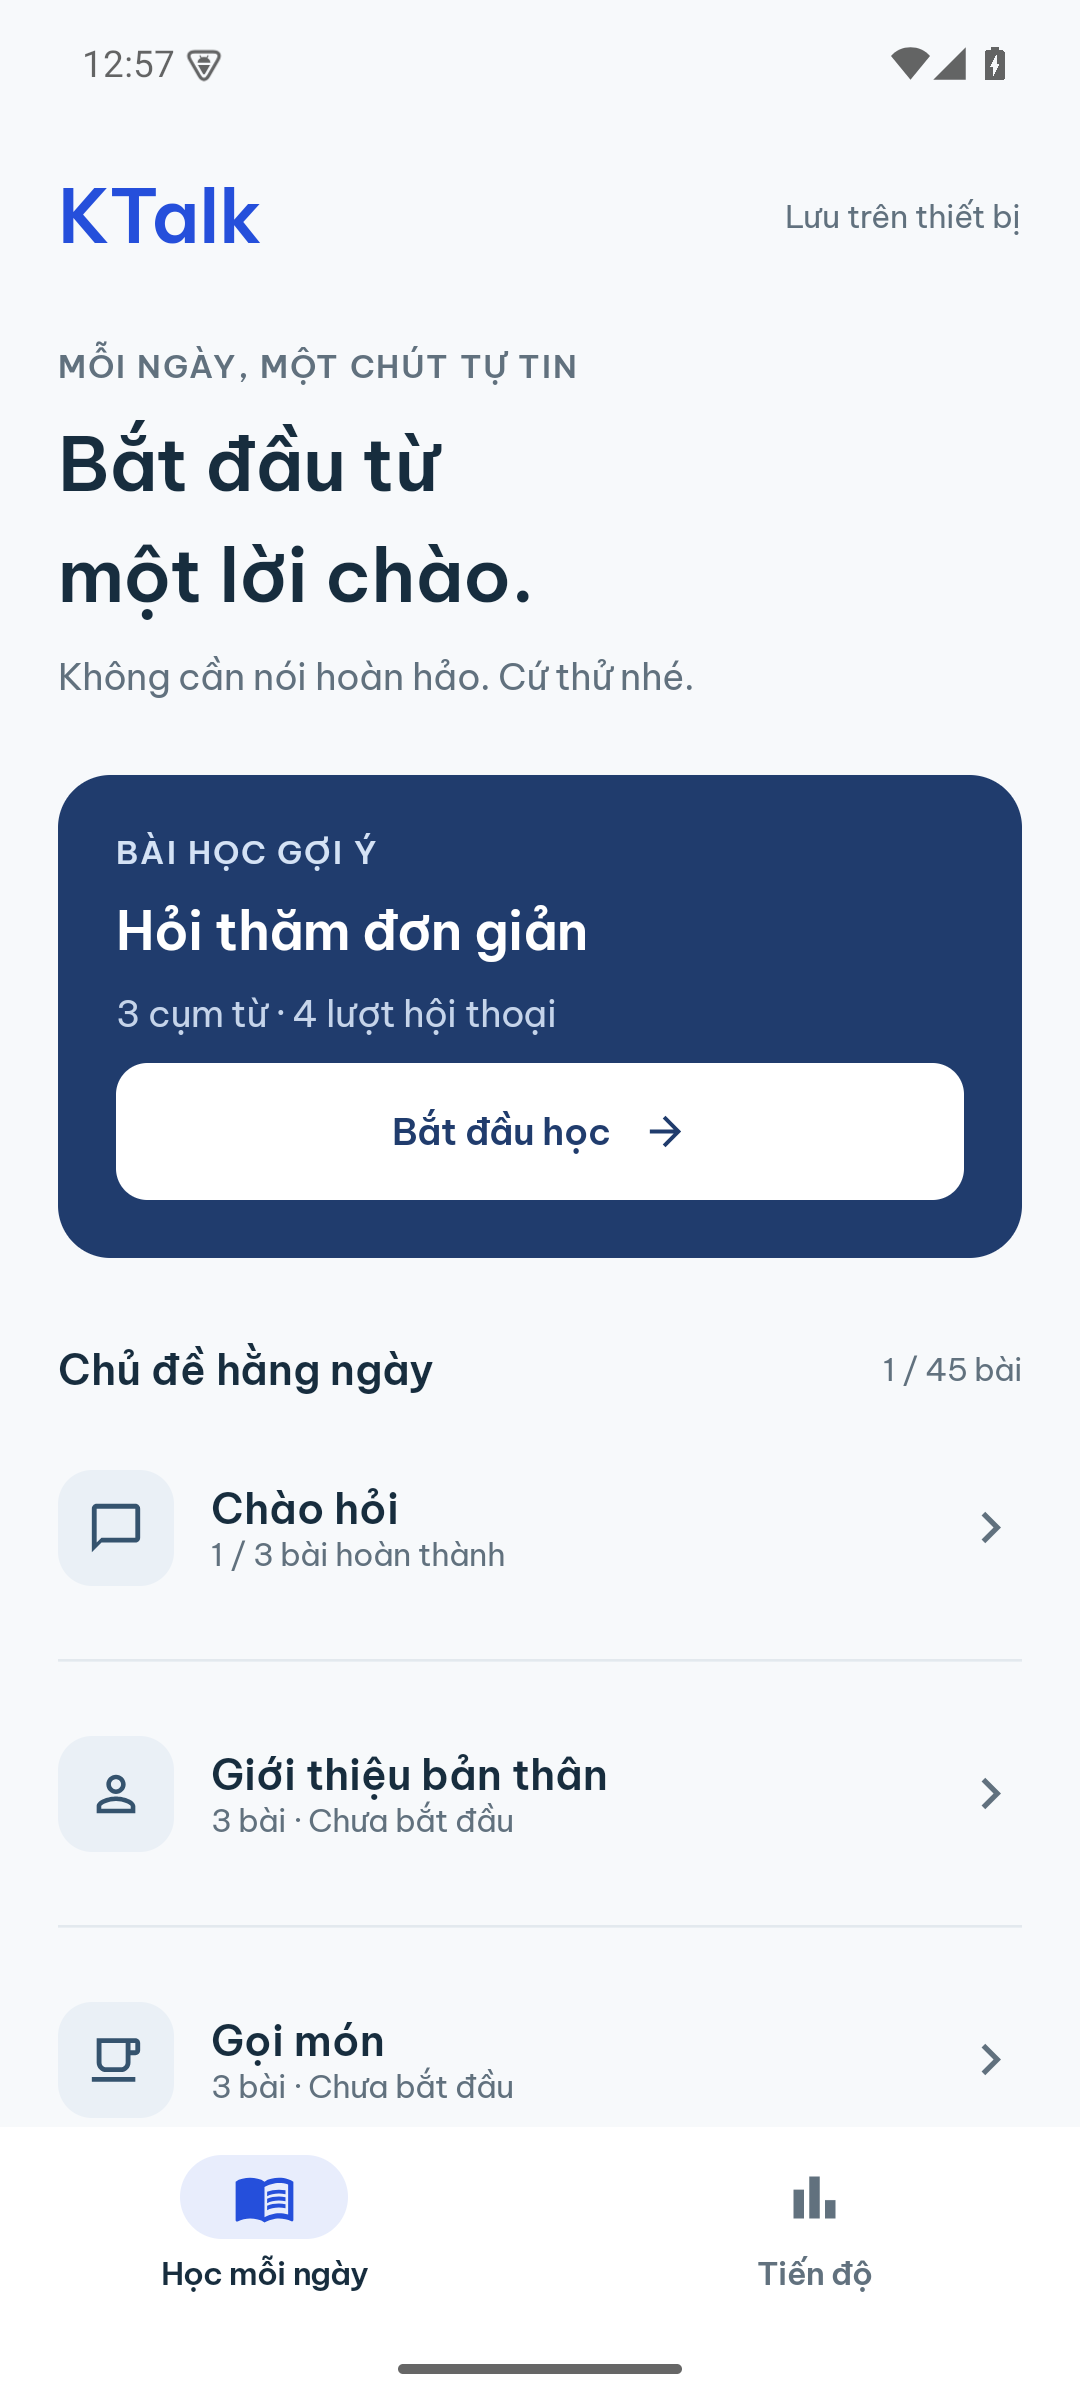 12:57
KTalk
Lưu trên thiết bị
MỖI NGÀY, MỘT CHÚT TỰ TIN
Bắt đầu từ
một lời chào.
Không cần nói hoàn hảo. Cứ thử nhé.
BÀI HỌC GỢI Ý
Hỏi thăm đơn giản
3 cụm từ · 4 lượt hội thoại
Bắt đầu học
Chủ đề hằng ngày
1 / 45 bài
Chào hỏi
1 / 3 bài hoàn thành
Giới thiệu bản thân
3 bài · Chưa bắt đầu
Gọi món
3 bài · Chưa bắt đầu
Học mỗi ngày
Tiến độ